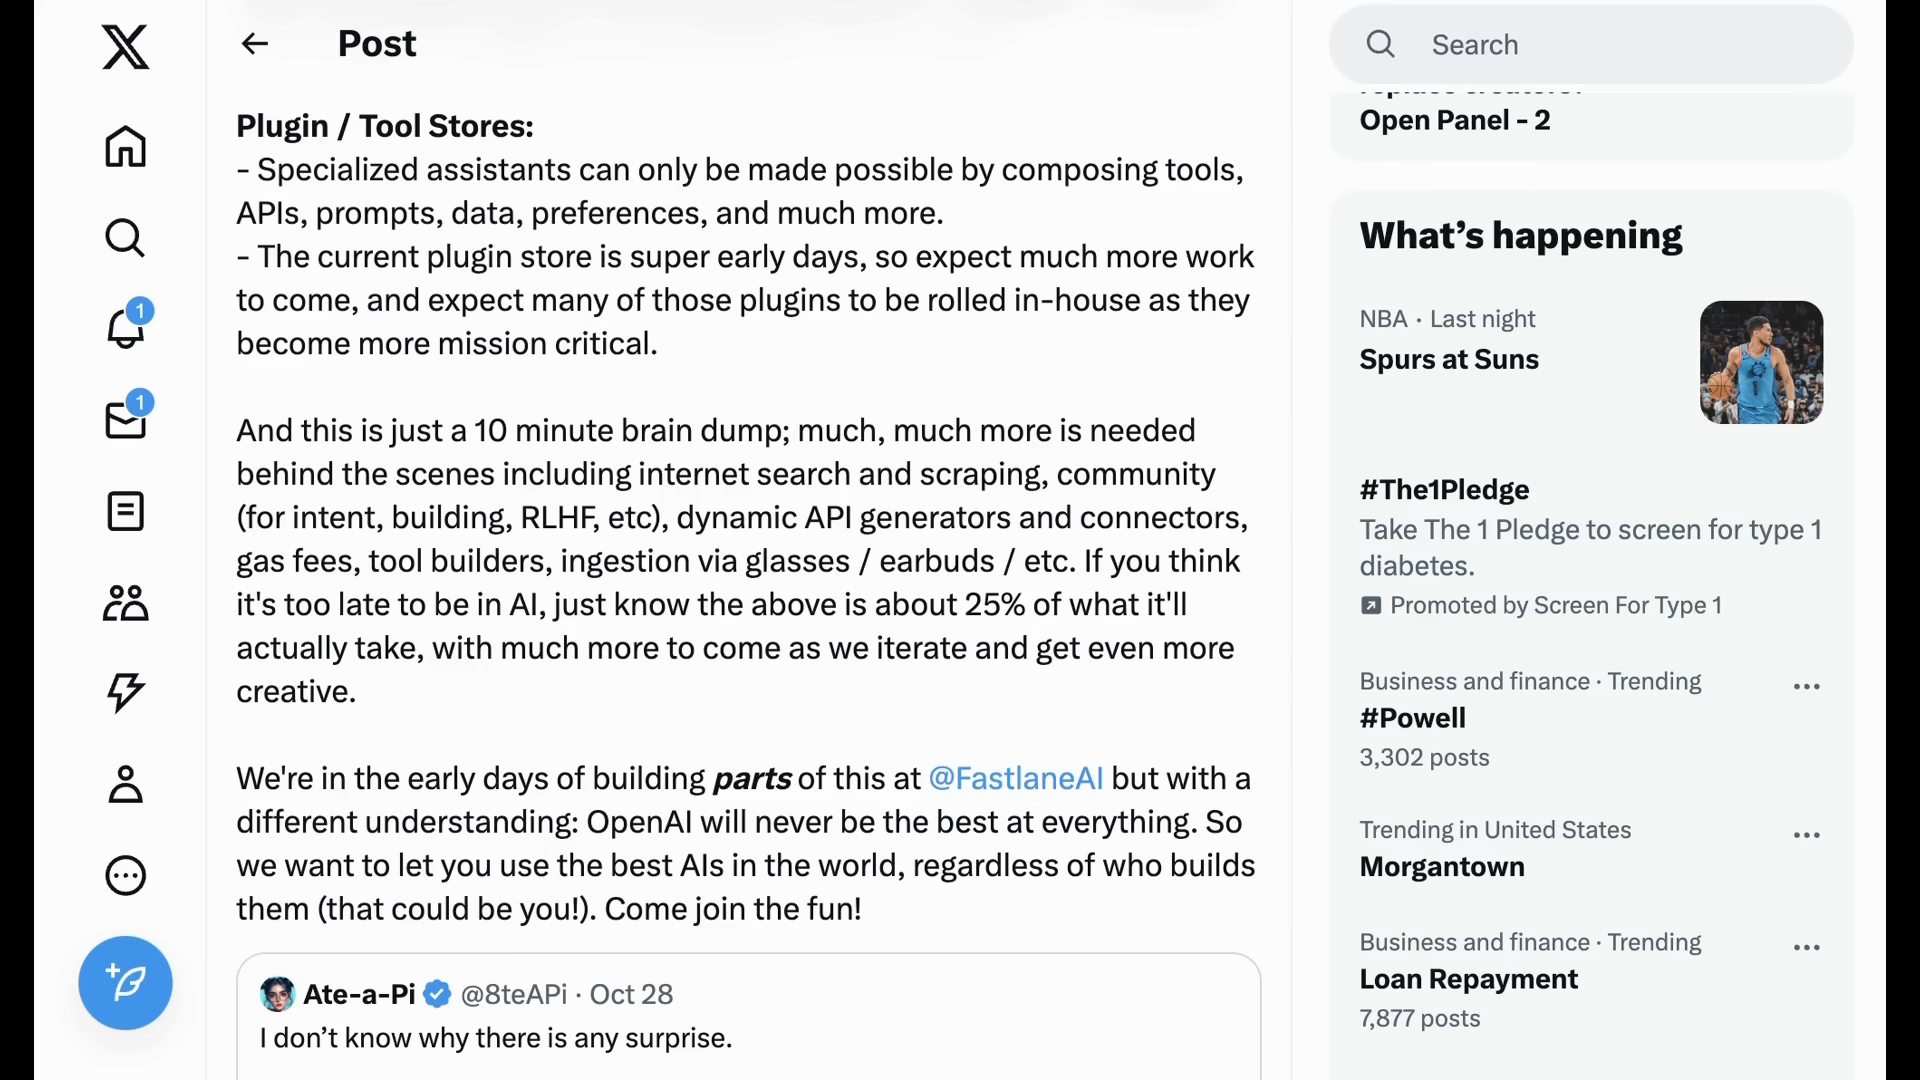 Post
Plugin / Tool Stores:
- Specialized assistants can only be made possible by composing tools,
APIs, prompts, data, preferences, and much more.
- The current plugin store is super early days, so expect much more work
to come, and expect many of those plugins to be rolled in-house as they
become more mission critical.
And this is just a 10 minute brain dump; much, much more is needed
behind the scenes including internet search and scraping, community
(for intent, building, RLHF, etc), dynamic API generators and connectors,
gas fees, tool builders, ingestion via glasses / earbuds / etc. If you think
it's too late to be in AI, just know the above is about 25% of what it'll
actually take, with much more to come as we iterate and get even more
creative.
We're in the early days of building parts of this at @FastlaneAI but with a
different understanding: OpenAI will never be the best at everything. So
we want to let you use the best AIs in the world, regardless of who builds
them (that could be you!). Come join the fun!
Ate-a-Pi @8teAPi · Oct 28
I don’t know why there is any surprise.
1
1
Search
Open Panel - 2
What’s happening
NBA · Last night
Spurs at Suns
#The1Pledge
Take The 1 Pledge to screen for type 1
diabetes.
Promoted by Screen For Type 1
Business and finance · Trending
#Powell
3,302 posts
Trending in United States
Morgantown
Business and finance · Trending
Loan Repayment
7,877 posts